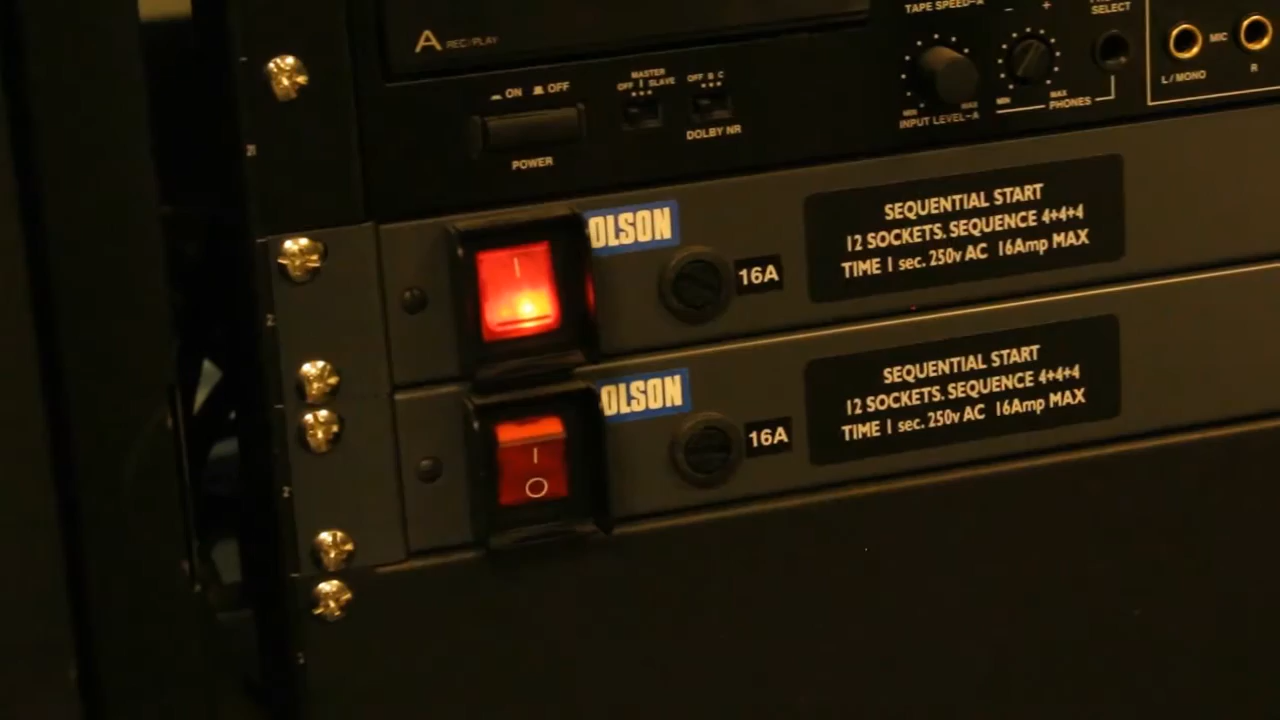 TAPE SPEED-A
- +
SELECT
A REC/PLAY
ON OFF
MASTER
OFF I SLAVE
OFF B C
DOLBY NR
POWER
MIN MAX
INPUT LEVEL-A
MIN MAX
PHONES
MIC
L/MONO R
OLSON
16A
SEQUENTIAL START
12 SOCKETS. SEQUENCE 4+4+4
TIME 1 sec. 250v AC 16Amp MAX
I
OLSON
16A
SEQUENTIAL START
12 SOCKETS. SEQUENCE 4+4+4
TIME 1 sec. 250v AC 16Amp MAX
I
O